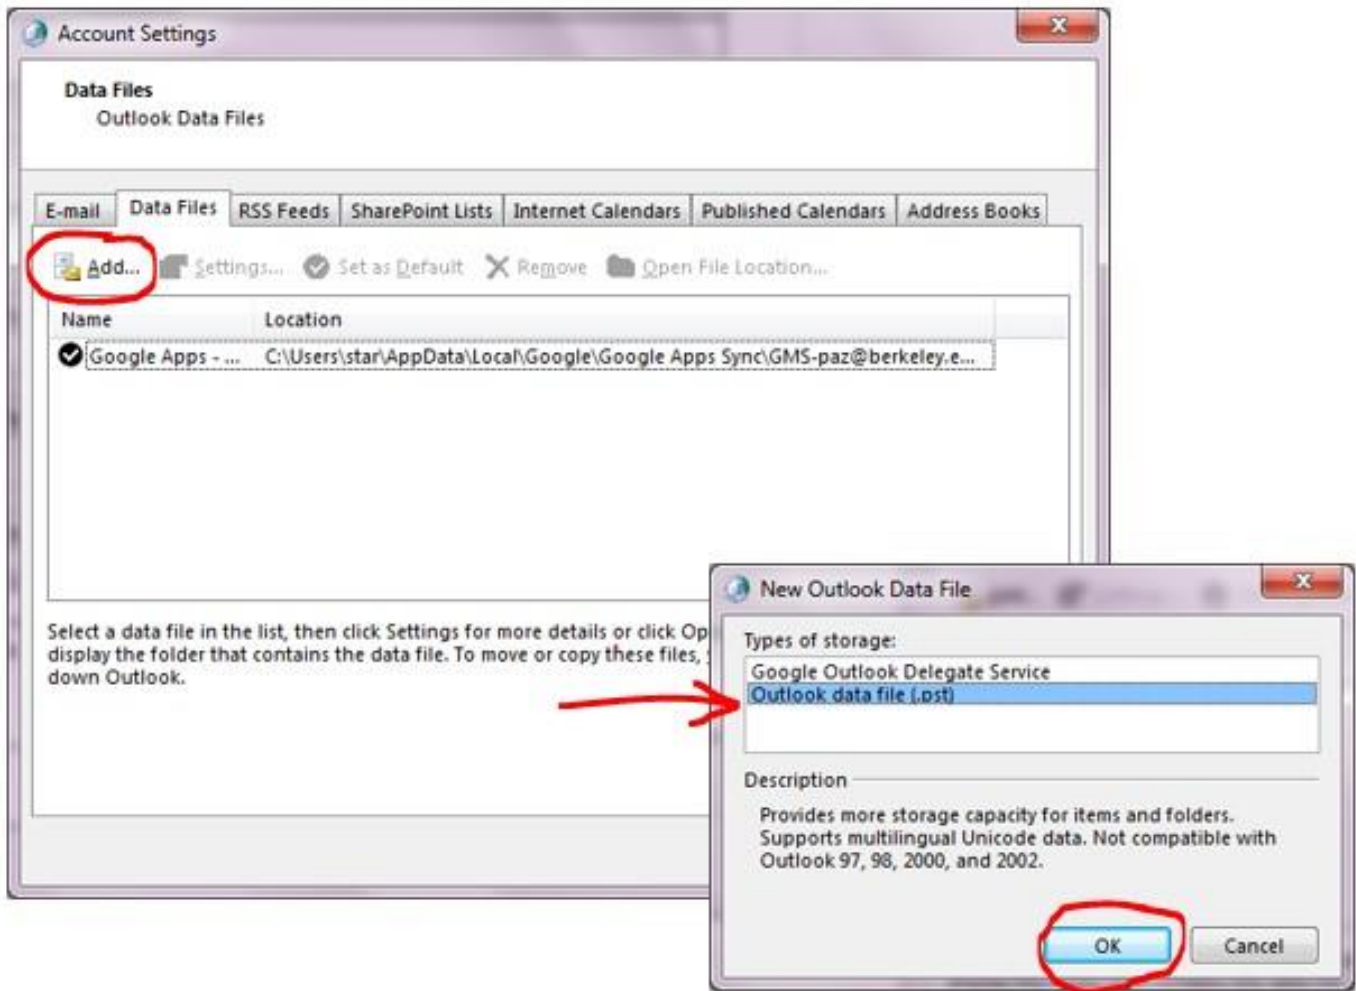 Account Settings
Data Files
Outlook Data Files
E-mail Data Files RSS Feeds SharePoint Lists Internet Calendars Published Calendars Address Books
Add... Settings... Set as Default Remove Open File Location...
Name Location
Google Apps - ... C:\Users\star\AppData\Local\Google\Google Apps Sync\GMS-paz@berkeley.e...
Select a data file in the list, then click Settings for more details or click Op
display the folder that contains the data file. To move or copy these files,
down Outlook.
New Outlook Data File
Types of storage:
Google Outlook Delegate Service
Outlook data file (.pst)
Description
Provides more storage capacity for items and folders.
Supports multilingual Unicode data. Not compatible with
Outlook 97, 98, 2000, and 2002.
OK Cancel